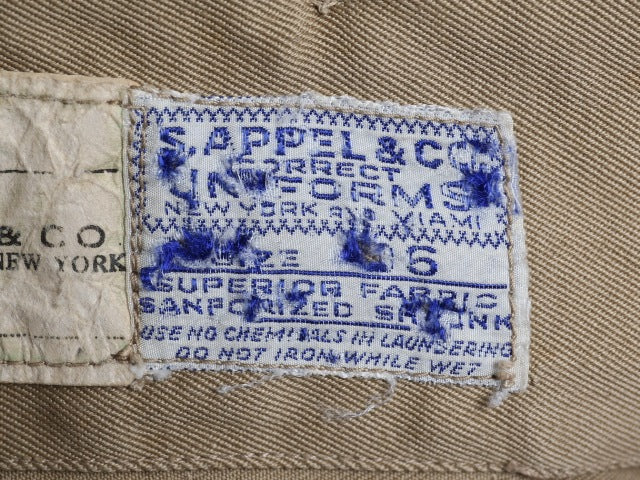 & CO
NEW YORK
S. APPEL & CO
CORRECT
UNIFORMS
NEW YORK MIAMI
SIZE 6
SUPERIOR FABRIC
SANFORIZED SHRUNK
USE NO CHEMICALS IN LAUNDERING
DO NOT IRON WHILE WET